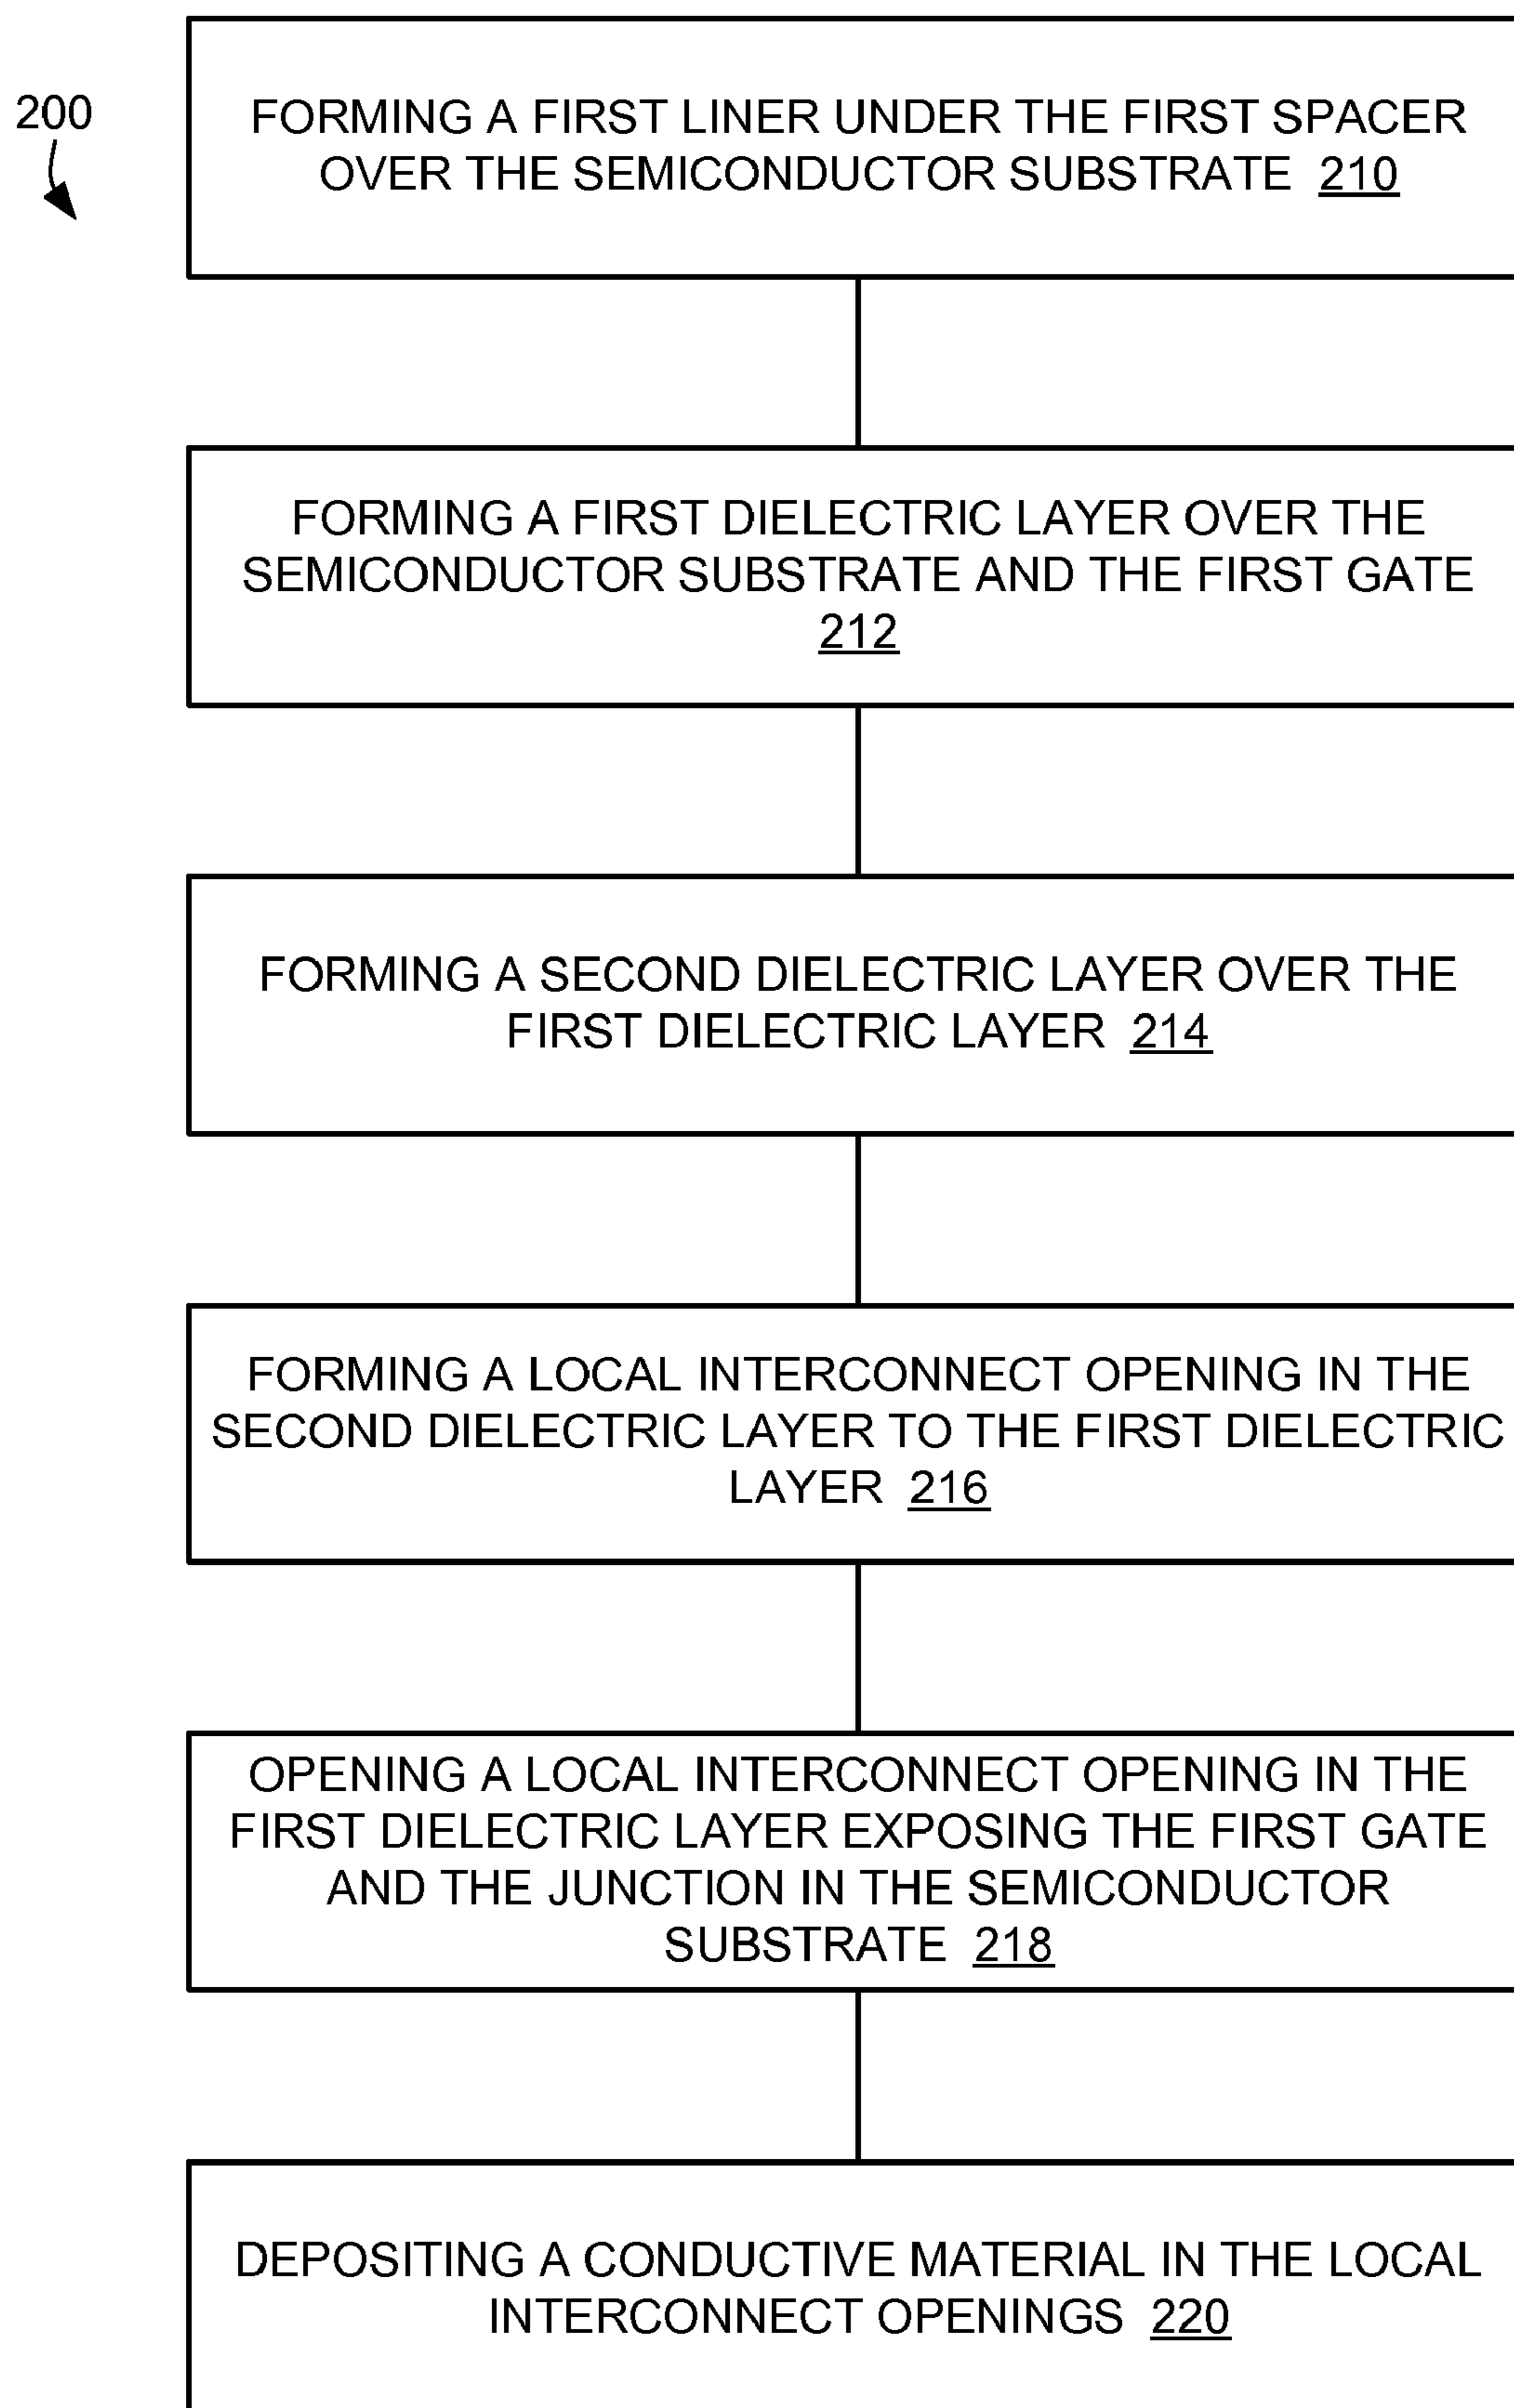 200
FORMING A FIRST LINER UNDER THE FIRST SPACER
OVER THE SEMICONDUCTOR SUBSTRATE 210
FORMING A FIRST DIELECTRIC LAYER OVER THE
SEMICONDUCTOR SUBSTRATE AND THE FIRST GATE
212
FORMING A SECOND DIELECTRIC LAYER OVER THE
FIRST DIELECTRIC LAYER 214
FORMING A LOCAL INTERCONNECT OPENING IN THE
SECOND DIELECTRIC LAYER TO THE FIRST DIELECTRIC
LAYER 216
OPENING A LOCAL INTERCONNECT OPENING IN THE
FIRST DIELECTRIC LAYER EXPOSING THE FIRST GATE
AND THE JUNCTION IN THE SEMICONDUCTOR
SUBSTRATE 218
DEPOSITING A CONDUCTIVE MATERIAL IN THE LOCAL
INTERCONNECT OPENINGS 220